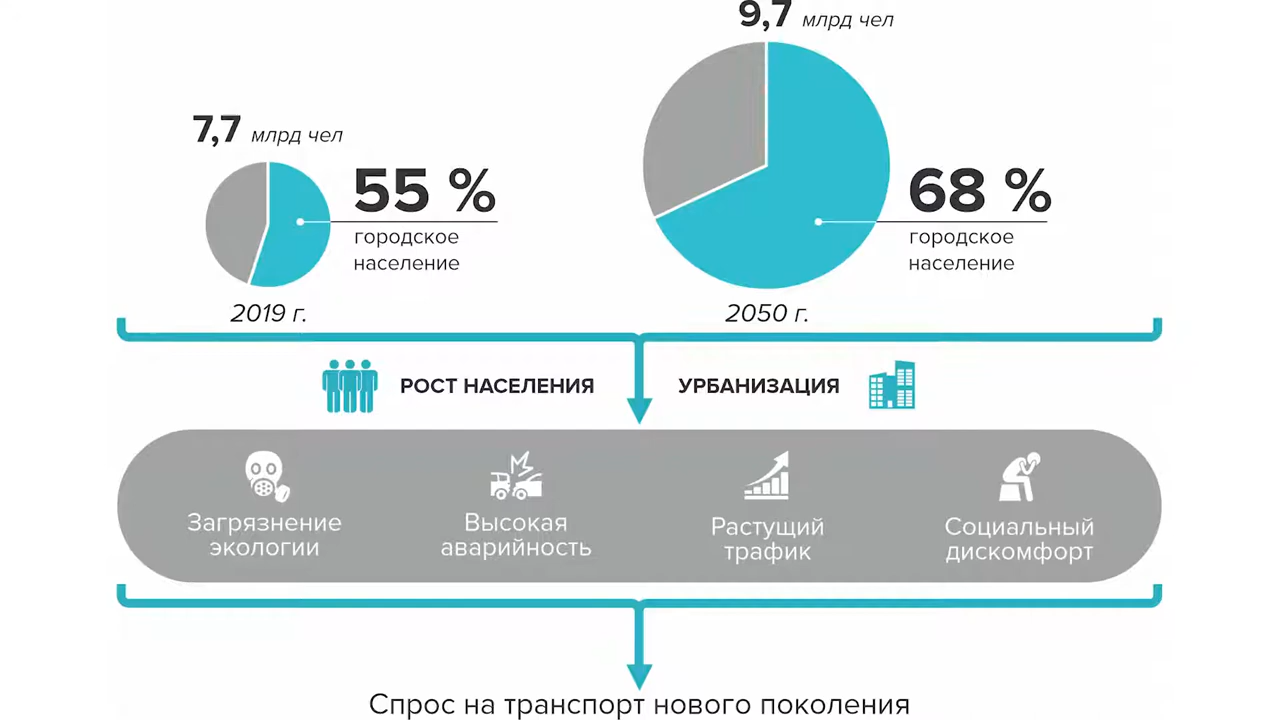 9,7 млрд чел
7,7 млрд чел
55 %
городское
население
68 %
городское
население
2019 г.
2050 г.
РОСТ НАСЕЛЕНИЯ
УРБАНИЗАЦИЯ
Загрязнение
экологии
Высокая
аварийность
Растущий
трафик
Социальный
дискомфорт
Спрос на транспорт нового поколения